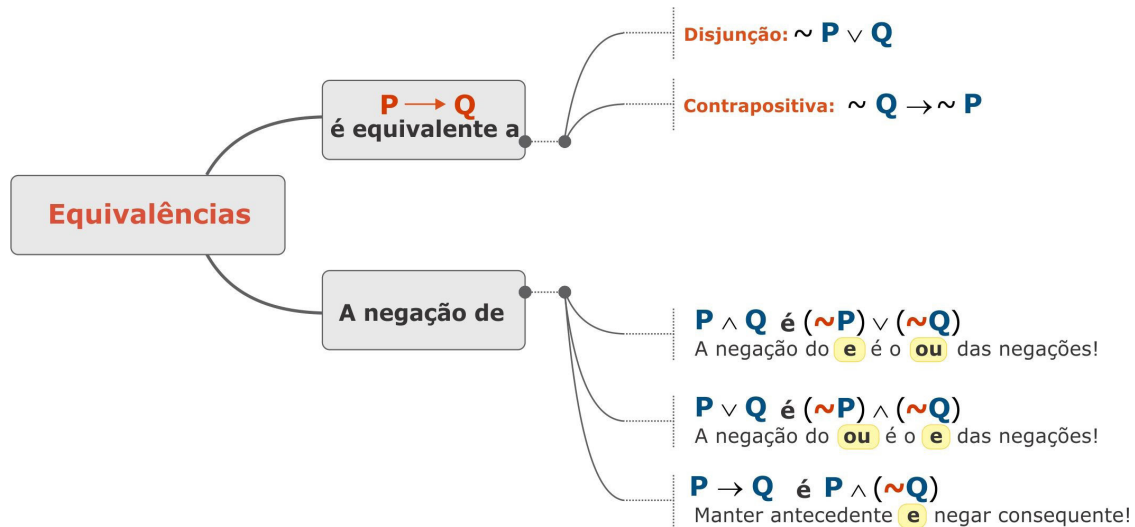 Equivalências
P → Q
é equivalente a
Disjunção: ~ P ∨ Q
Contrapositiva: ~ Q → ~ P
A negação de
P ∧ Q é (~P) ∨ (~Q)
A negação do e é o ou das negações!
P ∨ Q é (~P) ∧ (~Q)
A negação do ou é o e das negações!
P → Q é P ∧ (~Q)
Manter antecedente e negar consequente!